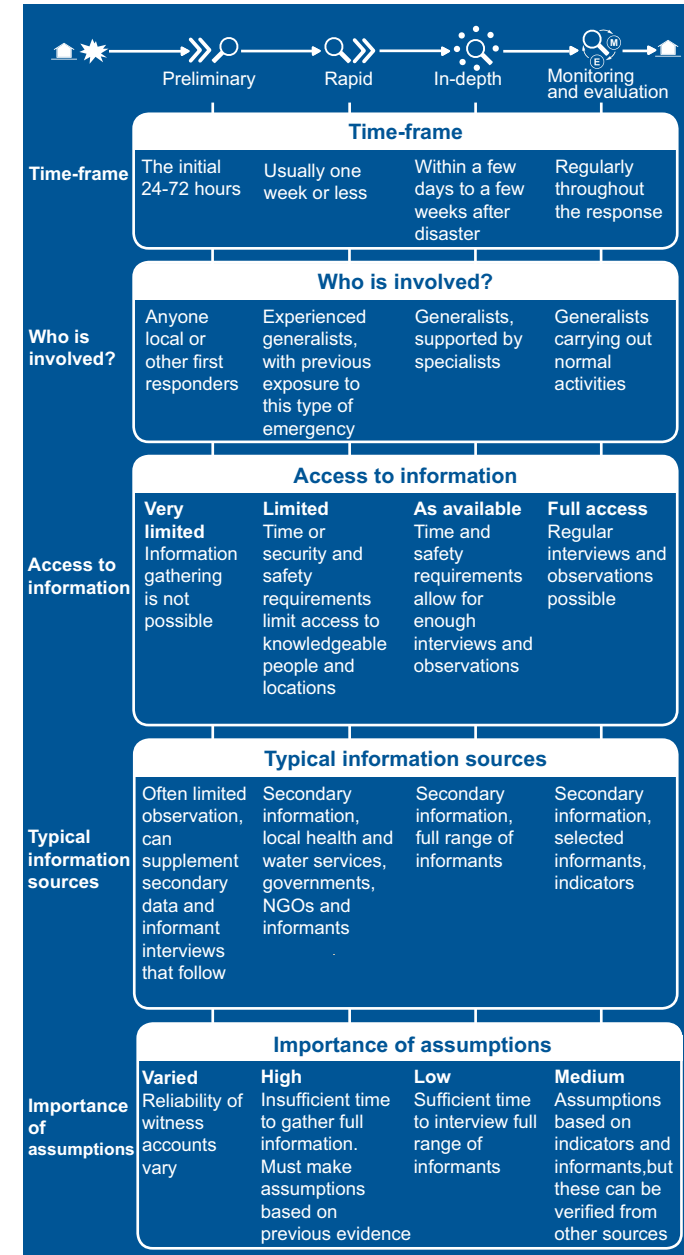 Preliminary
Rapid
In-depth
M
E
Monitoring
and evaluation
Time-frame
Time-frame
The initial
24-72 hours
Usually one
week or less
Within a few
days to a few
weeks after
disaster
Regularly
throughout
the response
Who is involved?
Who is
involved?
Anyone
local or
other first
responders
Experienced
generalists,
with previous
exposure to
this type of
emergency
Generalists,
supported by
specialists
Generalists
carrying out
normal
activities
Access to information
Access to
information
Very
limited
Information
gathering
is not
possible
Limited
Time or
security and
safety
requirements
limit access to
knowledgeable
people and
locations
As available
Time and
safety
requirements
allow for
enough
interviews and
observations
Full access
Regular
interviews and
observations
possible
Typical information sources
Typical
information
sources
Often limited
observation,
can
supplement
secondary
data and
informant
interviews
that follow
Secondary
information,
local health and
water services,
governments,
NGOs and
informants
Secondary
information,
full range of
informants
Secondary
information,
selected
informants,
indicators
Importance of assumptions
Importance
of
assumptions
Varied
Reliability of
witness
accounts
vary
High
Insufficient time
to gather full
information.
Must make
assumptions
based on
previous evidence
Low
Sufficient time
to interview full
range of
informants
Medium
Assumptions
based on
indicators and
informants,but
these can be
verified from
other sources